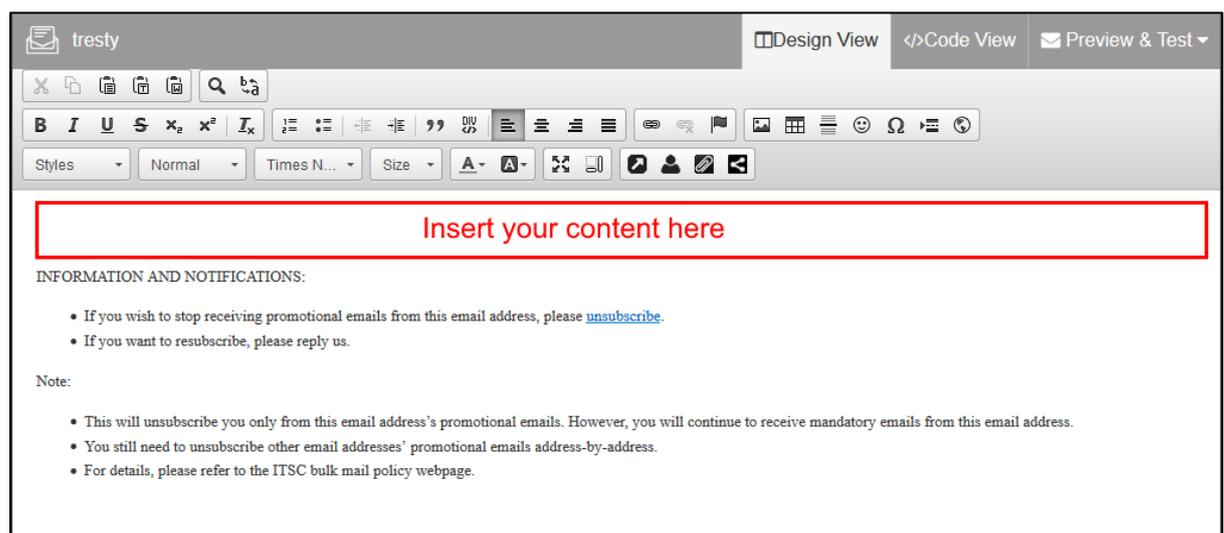 tresty Design View </>Code View Preview & Test
Styles Normal Times N... Size
Insert your content here
INFORMATION AND NOTIFICATIONS:
• If you wish to stop receiving promotional emails from this email address, please unsubscribe.
• If you want to resubscribe, please reply us.
Note:
• This will unsubscribe you only from this email address’s promotional emails. However, you will continue to receive mandatory emails from this email address.
• You still need to unsubscribe other email addresses’ promotional emails address-by-address.
• For details, please refer to the ITSC bulk mail policy webpage.